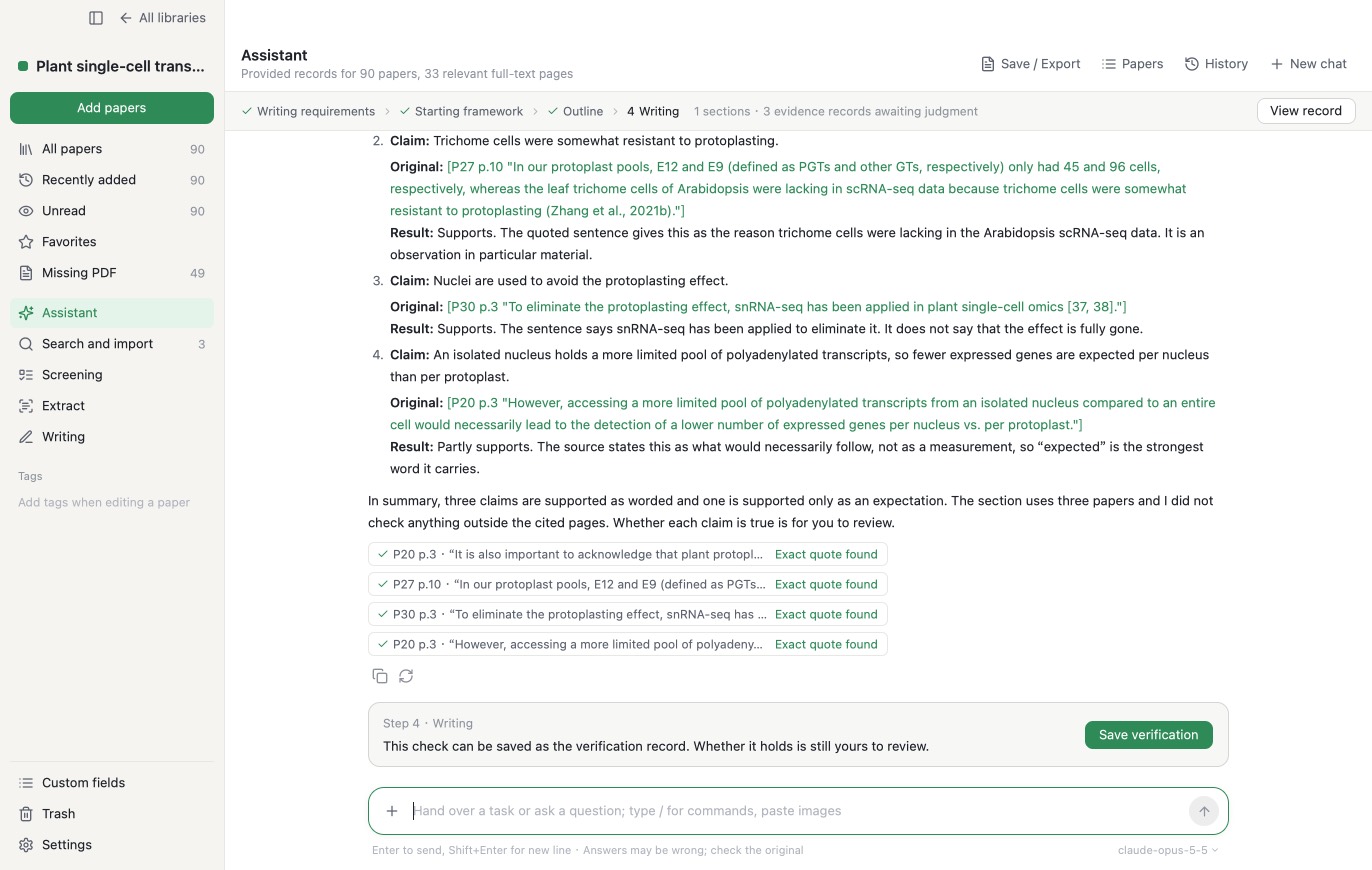 All libraries
Plant single-cell trans...
Add papers
All papers 90
Recently added 90
Unread 90
Favorites
Missing PDF 49
Assistant
Search and import 3
Screening
Extract
Writing
Tags
Add tags when editing a paper
Custom fields
Trash
Settings
Assistant
Provided records for 90 papers, 33 relevant full-text pages
Save / Export
Papers
History
New chat
Writing requirements
Starting framework
Outline
4 Writing
1 sections · 3 evidence records awaiting judgment
View record
2. Claim: Trichome cells were somewhat resistant to protoplasting.
Original: [P27 p.10 "In our protoplast pools, E12 and E9 (defined as PGTs and other GTs, respectively) only had 45 and 96 cells,
respectively, whereas the leaf trichome cells of Arabidopsis were lacking in scRNA-seq data because trichome cells were somewhat
resistant to protoplasting (Zhang et al., 2021b)."]
Result: Supports. The quoted sentence gives this as the reason trichome cells were lacking in the Arabidopsis scRNA-seq data. It is an
observation in particular material.
3. Claim: Nuclei are used to avoid the protoplasting effect.
Original: [P30 p.3 "To eliminate the protoplasting effect, snRNA-seq has been applied in plant single-cell omics [37, 38]."]
Result: Supports. The sentence says snRNA-seq has been applied to eliminate it. It does not say that the effect is fully gone.
4. Claim: An isolated nucleus holds a more limited pool of polyadenylated transcripts, so fewer expressed genes are expected per nucleus
than per protoplast.
Original: [P20 p.3 "However, accessing a more limited pool of polyadenylated transcripts from an isolated nucleus compared to an entire
cell would necessarily lead to the detection of a lower number of expressed genes per nucleus vs. per protoplast."]
Result: Partly supports. The source states this as what would necessarily follow, not as a measurement, so “expected” is the strongest
word it carries.
In summary, three claims are supported as worded and one is supported only as an expectation. The section uses three papers and I did not
check anything outside the cited pages. Whether each claim is true is for you to review.
P20 p.3 · “It is also important to acknowledge that plant protopl... Exact quote found
P27 p.10 · “In our protoplast pools, E12 and E9 (defined as PGTs... Exact quote found
P30 p.3 · “To eliminate the protoplasting effect, snRNA-seq has ... Exact quote found
P20 p.3 · “However, accessing a more limited pool of polyadeny... Exact quote found
Step 4 · Writing
This check can be saved as the verification record. Whether it holds is still yours to review.
Save verification
Hand over a task or ask a question; type / for commands, paste images
Enter to send, Shift+Enter for new line · Answers may be wrong; check the original
claude-opus-5-5